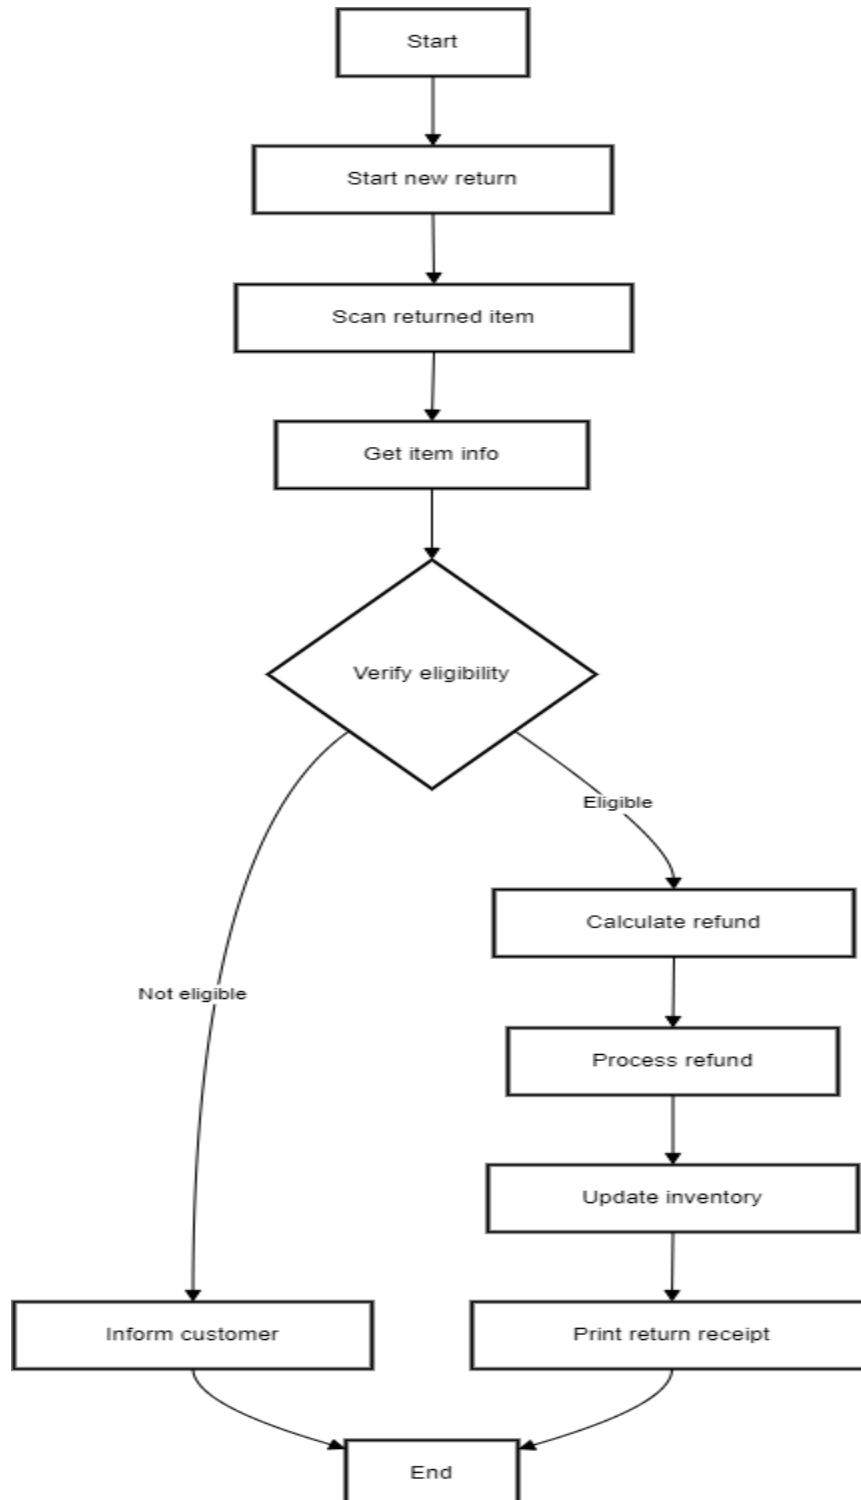 Start
Start new return
Scan returned item
Get item info
Verify eligibility
Eligible
Calculate refund
Not eligible
Process refund
Update inventory
Inform customer
Print return receipt
End